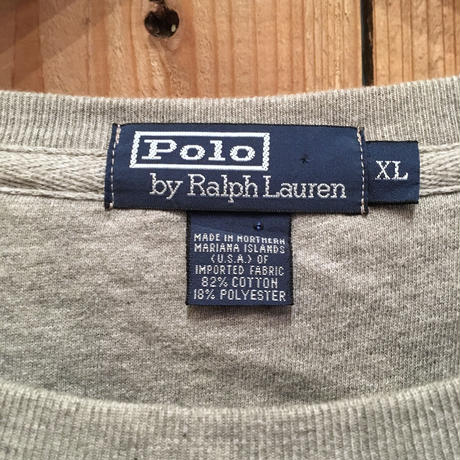 Polo
by Ralph Lauren
XL
MADE IN NORTHERN
MARIANA ISLANDS
(U.S.A.) OF
IMPORTED FABRIC
82% COTTON
18% POLYESTER